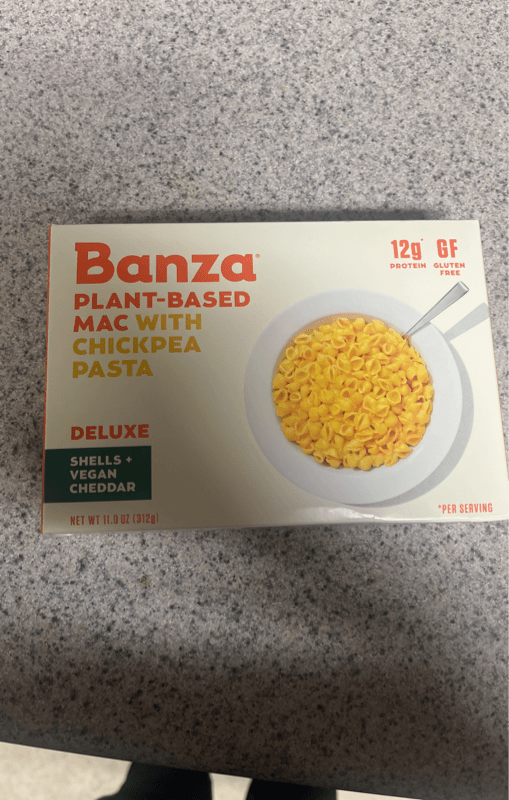 Banza®
PLANT-BASED
MAC WITH
CHICKPEA
PASTA
12g* GF
PROTEIN GLUTEN
FREE
DELUXE
SHELLS +
VEGAN
CHEDDAR
NET WT 11.0 OZ (312g)
*PER SERVING